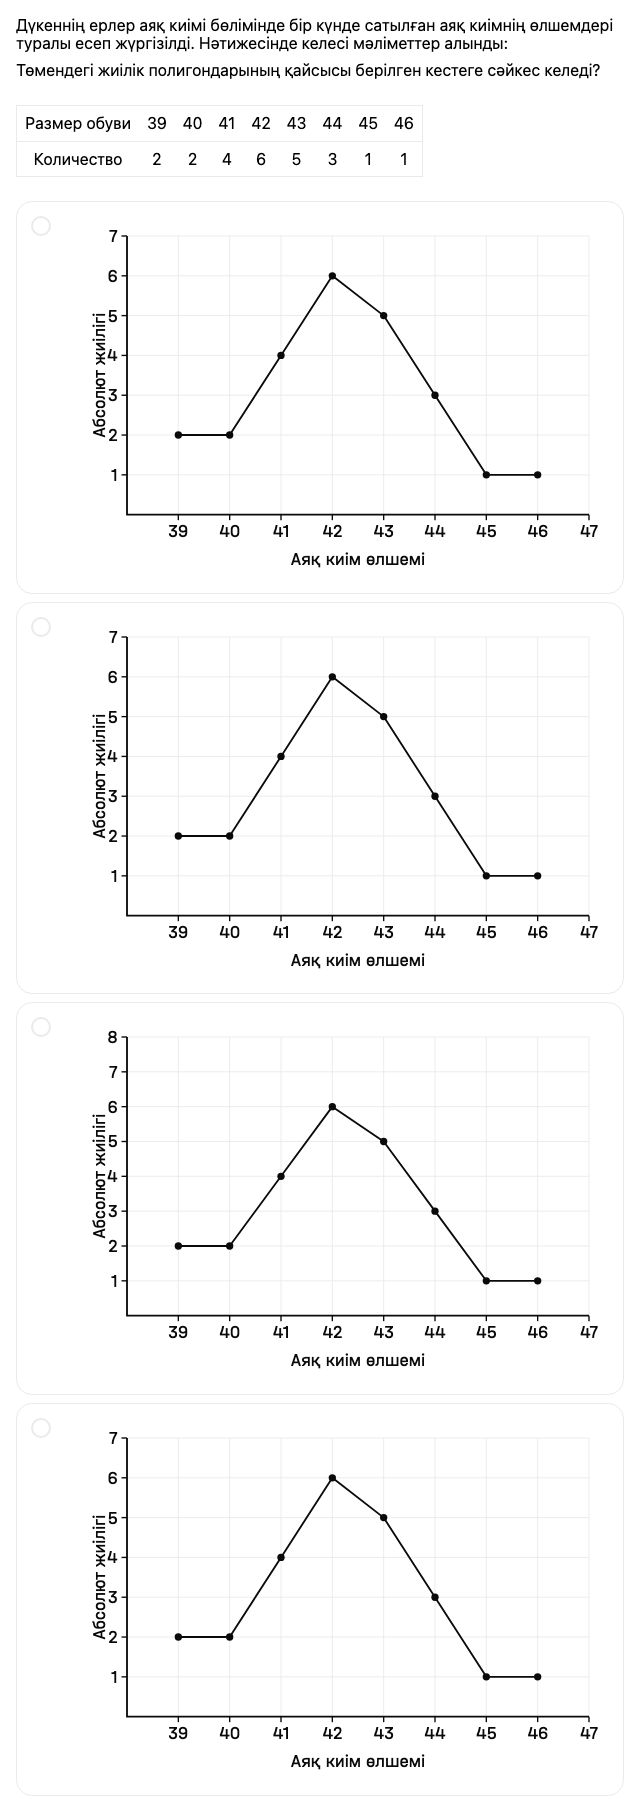 Дүкеннің ерлер аяқ киімі бөлімінде бір күнде сатылған аяқ киімнің өлшемдері
туралы есеп жүргізілді. Нәтижесінде келесі мәліметтер алынды:
Төмендегі жиілік полигондарының қайсысы берілген кестеге сәйкес келеді?
Размер обуви 39 40 41 42 43 44 45 46
Количество 2 2 4 6 5 3 1 1
7
6
5
4
3
2
1
Абсолют жиілігі
39 40 41 42 43 44 45 46 47
Аяқ киім өлшемі
7
6
5
4
3
2
1
Абсолют жиілігі
39 40 41 42 43 44 45 46 47
Аяқ киім өлшемі
8
7
6
5
4
3
2
1
Абсолют жиілігі
39 40 41 42 43 44 45 46 47
Аяқ киім өлшемі
7
6
5
4
3
2
1
Абсолют жиілігі
39 40 41 42 43 44 45 46 47
Аяқ киім өлшемі